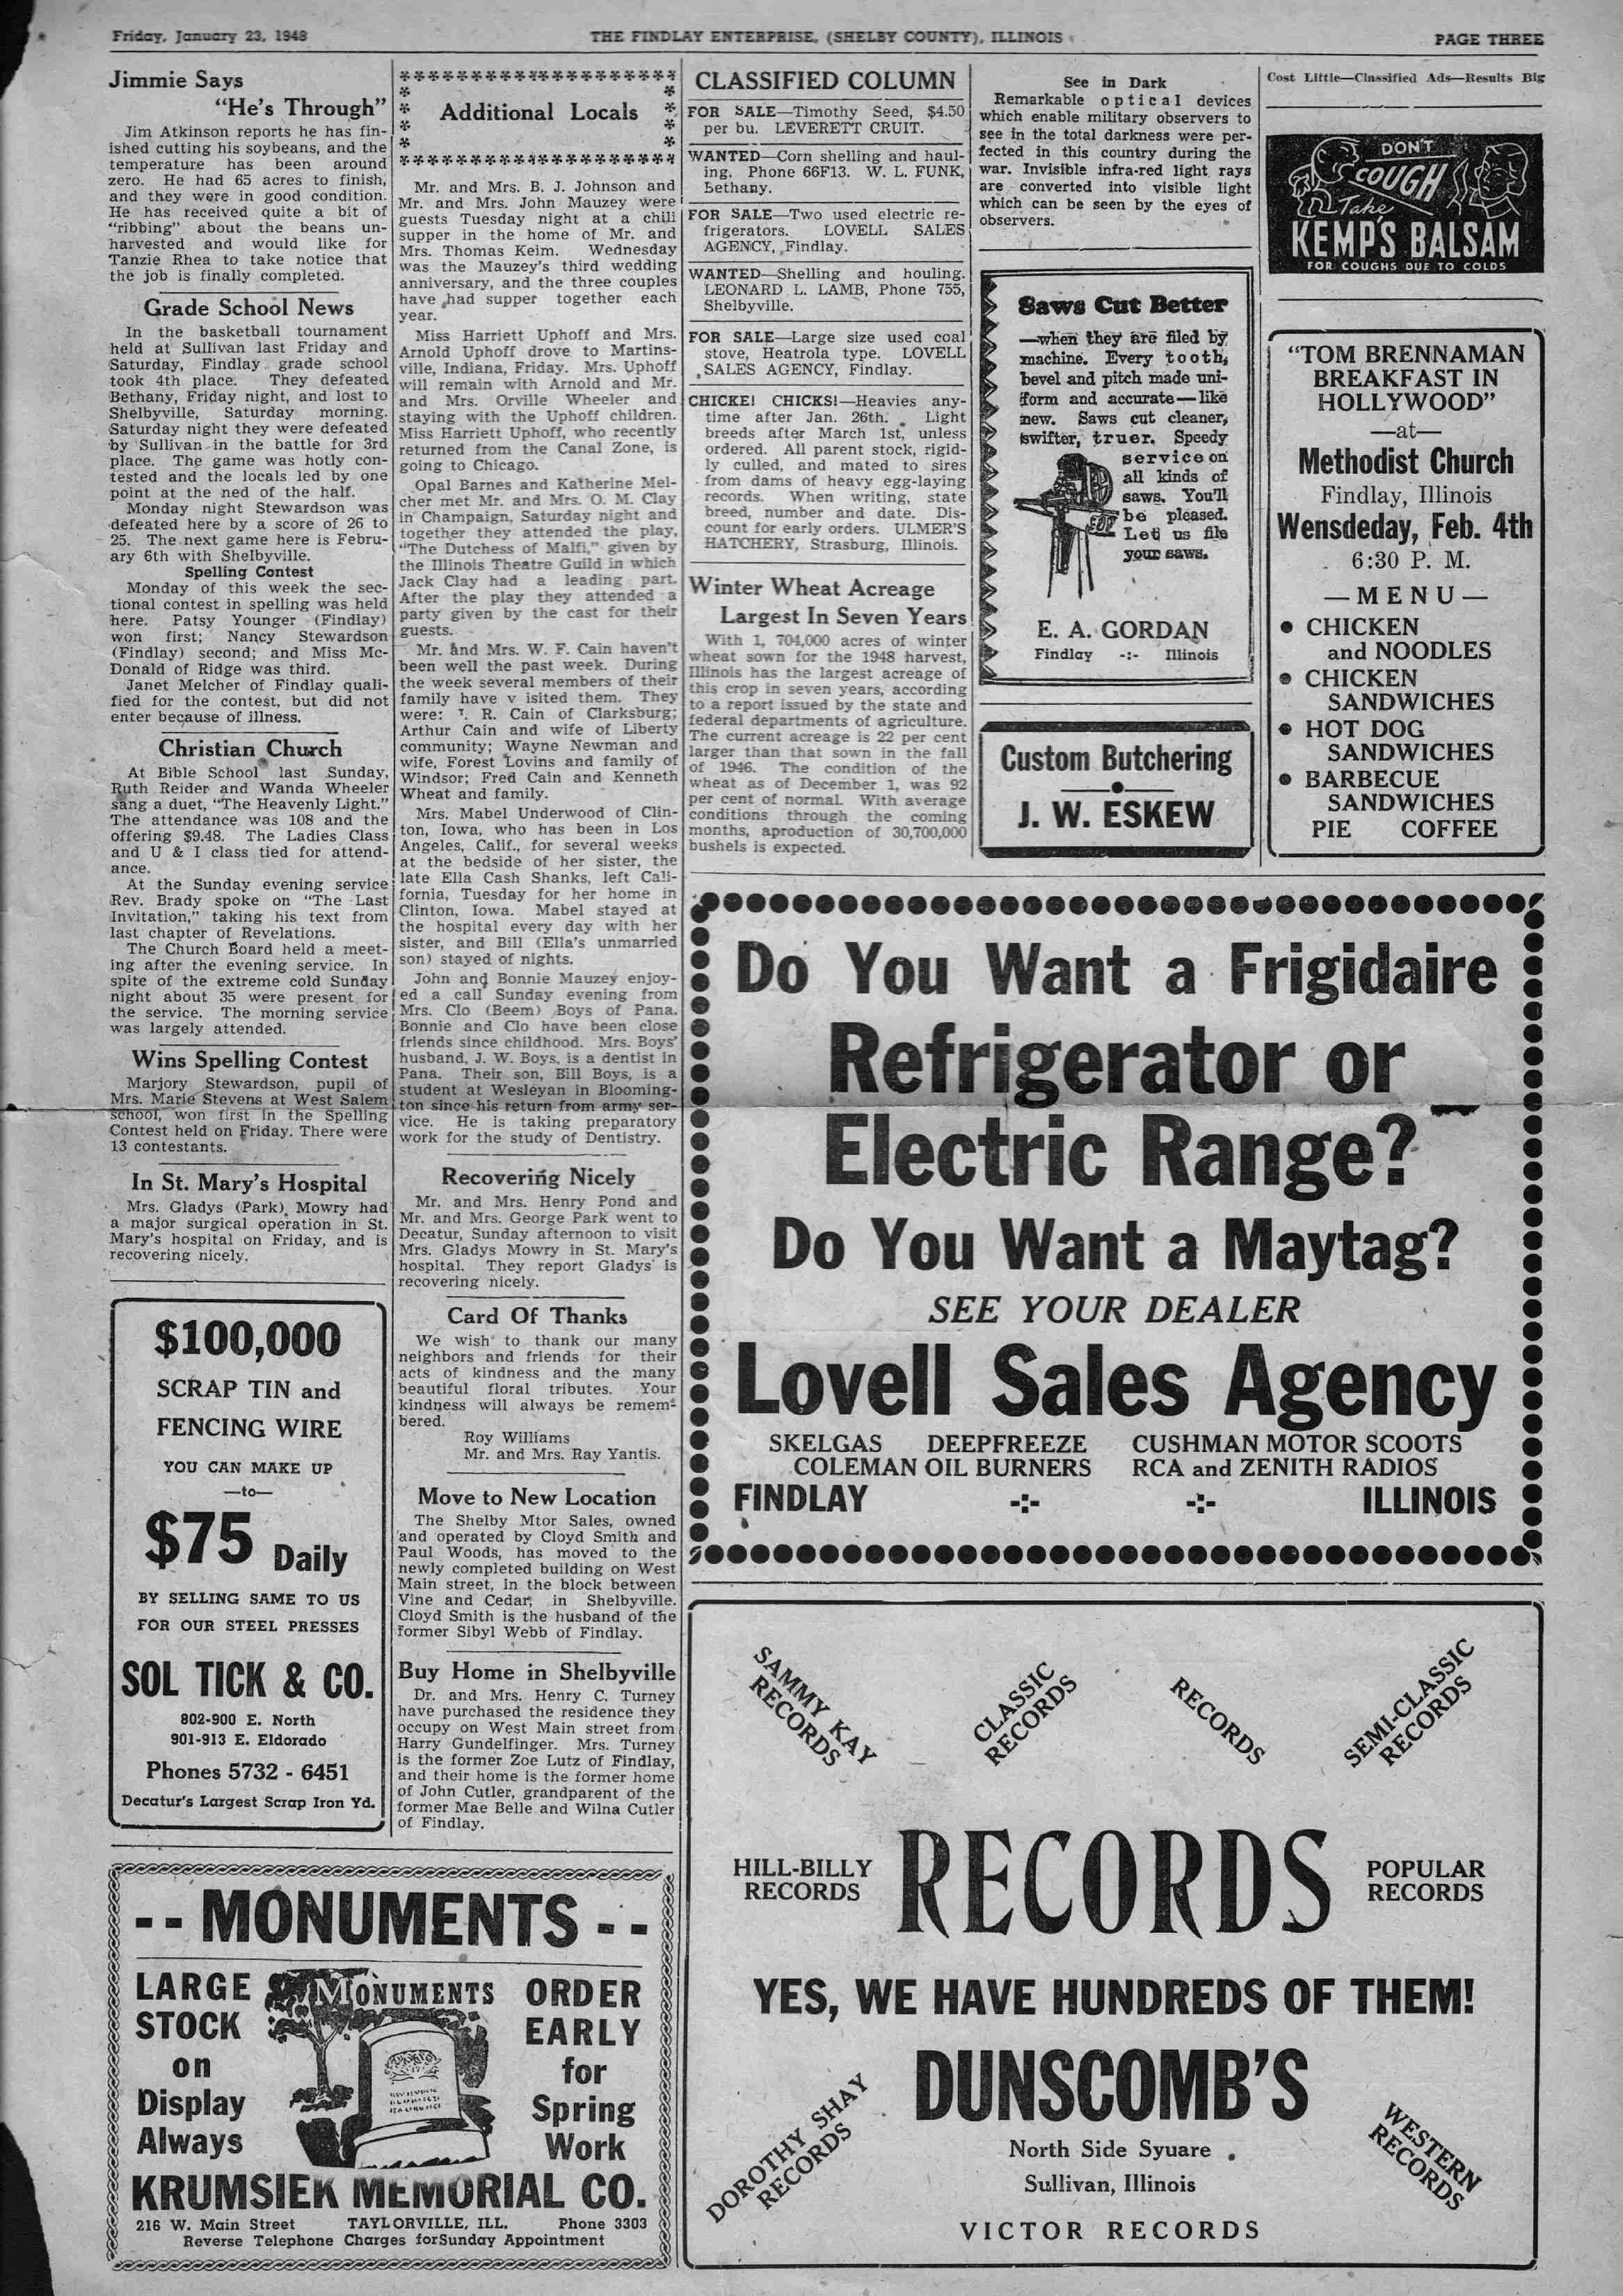 Friday, January 23, 1948
THE FINDLAY ENTERPRISE, (SHELBY COUNTY), ILLINOIS
PAGE THREE
Jimmie Says
"He's Through"
Jim Atkinson reports he has fin-
ished cutting his soybeans, and the
temperature has been around
zero. He had 65 acres to finish,
and they were in good condition.
He has received quite a bit of
"ribbing" about the beans un-
harvested and would like for
Tanzie Rhea to take notice that
the job is finally completed.
Grade School News
In the basketball tournament
held at Sullivan last Friday and
Saturday, Findlay grade school
took 4th place. They defeated
Bethany, Friday night, and lost to
Shelbyville, Saturday morning.
Saturday night they were defeated
by Sullivan in the battle for 3rd
place. The game was hotly con-
tested and the locals led by one
point at the ned of the half.
Monday night Stewardson was
defeated here by a score of 26 to
25. The next game here is Febru-
ary 6th with Shelbyville.
Spelling Contest
Monday of this week the sec-
tional contest in spelling was held
here. Patsy Younger (Findlay)
won first; Nancy Stewardson
(Findlay) second; and Miss Mc-
Donald of Ridge was third.
Janet Melcher of Findlay quali-
fied for the contest, but did not
enter because of illness.
Christian Church
At Bible School last Sunday,
Ruth Reider and Wanda Wheeler
sang a duet, "The Heavenly Light."
The attendance was 108 and the
offering $9.48. The Ladies Class
and U & I class tied for attend-
ance.
At the Sunday evening service
Rev. Brady spoke on "The Last
Invitation," taking his text from
last chapter of Revelations.
The Church Board held a meet-
ing after the evening service. In
spite of the extreme cold Sunday
night about 35 were present for
the service. The morning service
was largely attended.
Wins Spelling Contest
Marjory Stewardson, pupil of
Mrs. Marie Stevens at West Salem
school, won first in the Spelling
Contest held on Friday. There were
13 contestants.
In St. Mary's Hospital
Mrs. Gladys (Park) Mowry had
a major surgical operation in St.
Mary's hospital on Friday, and is
recovering nicely.
$100,000
SCRAP TIN and
FENCING WIRE
YOU CAN MAKE UP
—to—
$75 Daily
BY SELLING SAME TO US
FOR OUR STEEL PRESSES
SOL TICK & CO.
802-900 E. North
901-913 E. Eldorado
Phones 5732 - 6451
Decatur's Largest Scrap Iron Yd.
Additional Locals
Mr. and Mrs. B. J. Johnson and
Mr. and Mrs. John Mauzey were
guests Tuesday night at a chili
supper in the home of Mr. and
Mrs. Thomas Keim. Wednesday
was the Mauzey's third wedding
anniversary, and the three couples
have had supper together each
year.
Miss Harriett Uphoff and Mrs.
Arnold Uphoff drove to Martins-
ville, Indiana, Friday. Mrs. Uphoff
will remain with Arnold and Mr.
and Mrs. Orville Wheeler and
staying with the Uphoff children.
Miss Harriett Uphoff, who recently
returned from the Canal Zone, is
going to Chicago.
Opal Barnes and Katherine Mel-
cher met Mr. and Mrs. O. M. Clay
in Champaign, Saturday night and
together they attended the play,
"The Dutchess of Malfi," given by
the Illinois Theatre Guild in which
Jack Clay had a leading part.
After the play they attended a
party given by the cast for their
guests.
Mr. and Mrs. W. F. Cain haven't
been well the past week. During
the week several members of their
family have v isited them. They
were: R. Cain of Clarksburg;
Arthur Cain and wife of Liberty
community; Wayne Newman and
wife, Forest Lovins and family of
Windsor; Fred Cain and Kenneth
Wheat and family.
Mrs. Mabel Underwood of Clin-
ton, Iowa, who has been in Los
Angeles, Calif., for several weeks
at the bedside of her sister, the
late Ella Cash Shanks, left Cali-
fornia, Tuesday for her home in
Clinton, Iowa. Mabel stayed at
the hospital every day with her
sister, and Bill (Ella's unmarried
son) stayed of nights.
John and Bonnie Mauzey enjoy-
ed a call Sunday evening from
Mrs. Clo (Beem) Boys of Pana.
Bonnie and Clo have been close
friends since childhood. Mrs. Boys'
husband, J. W. Boys, is a dentist in
Pana. Their son, Bill Boys, is a
student at Wesleyan in Blooming-
ton since his return from army ser-
vice. He is taking preparatory
work for the study of Dentistry.
Recovering Nicely
Mr. and Mrs. Henry Pond and
Mr. and Mrs. George Park went to
Decatur, Sunday afternoon to visit
Mrs. Gladys Mowry in St. Mary's
hospital. They report Gladys is
recovering nicely.
Card Of Thanks
We wish to thank our many
neighbors and friends for their
acts of kindness and the many
beautiful floral tributes. Your
kindness will always be remem-
bered.
Roy Williams
Mr. and Mrs. Ray Yantis.
Move to New Location
The Shelby Mtor Sales, owned
and operated by Cloyd Smith and
Paul Woods, has moved to the
newly completed building on West
Main street, in the block between
Vine and Cedar, in Shelbyville.
Cloyd Smith is the husband of the
former Sibyl Webb of Findlay.
Buy Home in Shelbyville
Dr. and Mrs. Henry C. Turney
have purchased the residence they
occupy on West Main street from
Harry Gundelfinger. Mrs. Turney
is the former Zoe Lutz of Findlay,
and their home is the former home
of John Cutler, grandparent of the
former Mae Belle and Wilna Cutler
of Findlay.
-- MONUMENTS --
LARGE
STOCK
on
Display
Always
MONUMENTS
ORDER
EARLY
for
Spring
Work
KRUMSIEK MEMORIAL CO.
216 W. Main Street TAYLORVILLE, ILL. Phone 3303
Reverse Telephone Charges forSunday Appointment
CLASSIFIED COLUMN
FOR SALE—Timothy Seed, $4.50
per bu. LEVERETT CRUIT.
WANTED—Corn shelling and haul-
ing. Phone 66F13. W. L. FUNK,
Bethany.
FOR SALE—Two used electric re-
frigerators. LOVELL SALES
AGENCY, Findlay.
WANTED—Shelling and houling.
LEONARD L. LAMB, Phone 755,
Shelbyville.
FOR SALE—Large size used coal
stove, Heatrola type. LOVELL
SALES AGENCY, Findlay.
CHICKE! CHICKS!—Heavies any-
time after Jan. 26th. Light
breeds after March 1st, unless
ordered. All parent stock, rigid-
ly culled, and mated to sires
from dams of heavy egg-laying
records. When writing, state
breed, number and date. Dis-
count for early orders. ULMER'S
HATCHERY, Strasburg, Illinois.
Winter Wheat Acreage
Largest In Seven Years
With 1, 704,000 acres of winter
wheat sown for the 1948 harvest,
Illinois has the largest acreage of
this crop in seven years, according
to a report issued by the state and
federal departments of agriculture.
The current acreage is 22 per cent
larger than that sown in the fall
of 1946. The condition of the
wheat as of December 1, was 92
per cent of normal. With average
conditions through the coming
months, aproduction of 30,700,000
bushels is expected.
See in Dark
Remarkable optical devices
which enable military observers to
see in the total darkness were per-
fected in this country during the
war. Invisible infra-red light rays
are converted into visible light
which can be seen by the eyes of
observers.
Saws Cut Better
—when they are filed by
machine. Every tooth,
bevel and pitch made uni-
form and accurate—like
new. Saws cut cleaner,
swifter, truer. Speedy
service on
all kinds of
saws. You'll
be pleased.
Let us file
your saws.
E. A. GORDAN
Findlay -:- Illinois
Custom Butchering
J. W. ESKEW
Cost Little—Classified Ads—Results Big
DON'T
COUGH
Take
KEMP'S BALSAM
FOR COUGHS DUE TO COLDS
"TOM BRENNAMAN
BREAKFAST IN
HOLLYWOOD"
—at—
Methodist Church
Findlay, Illinois
Wensdeday, Feb. 4th
6:30 P. M.
—MENU—
• CHICKEN
and NOODLES
• CHICKEN
SANDWICHES
• HOT DOG
SANDWICHES
• BARBECUE
SANDWICHES
PIE COFFEE
Do You Want a Frigidaire
Refrigerator or
Electric Range?
Do You Want a Maytag?
SEE YOUR DEALER
Lovell Sales Agency
SKELGAS DEEPFREEZE CUSHMAN MOTOR SCOOTS
COLEMAN OIL BURNERS RCA and ZENITH RADIOS
FINDLAY -:- -:- ILLINOIS
SAMMY KAY
RECORDS
CLASSIC
RECORDS
RECORDS
SEMI-CLASSIC
RECORDS
HILL-BILLY
RECORDS
RECORDS
POPULAR
RECORDS
YES, WE HAVE HUNDREDS OF THEM!
DUNSCOMB'S
DOROTHY SHAY
RECORDS
North Side Syuare
Sullivan, Illinois
WESTERN
RECORDS
VICTOR RECORDS